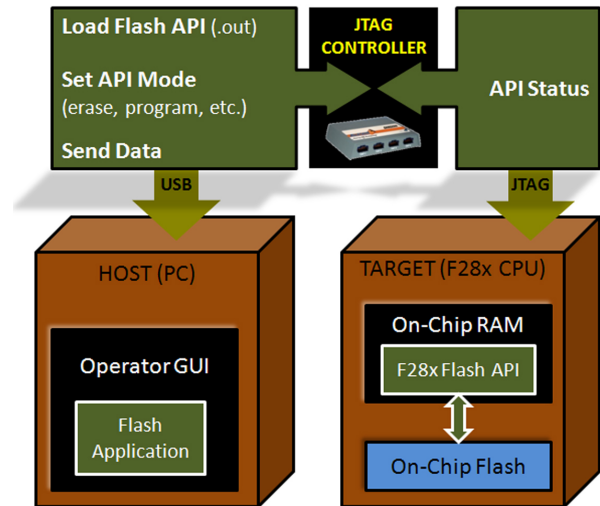 Load Flash API (.out)
Set API Mode
(erase, program, etc.)
Send Data
JTAG
CONTROLLER
API Status
USB
JTAG
HOST (PC)
Operator GUI
Flash
Application
TARGET (F28x CPU)
On-Chip RAM
F28x Flash API
On-Chip Flash